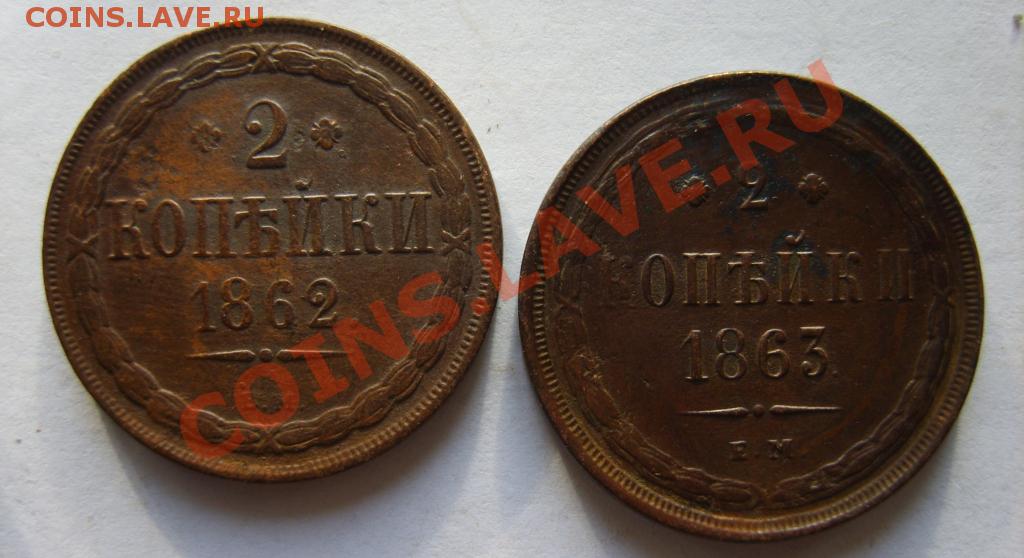 COINS.LAVE.RU
2
КОПѢЙКИ
1862
2
КОПѢЙКИ
1863
Е.М.
COINS.LAVE.RU